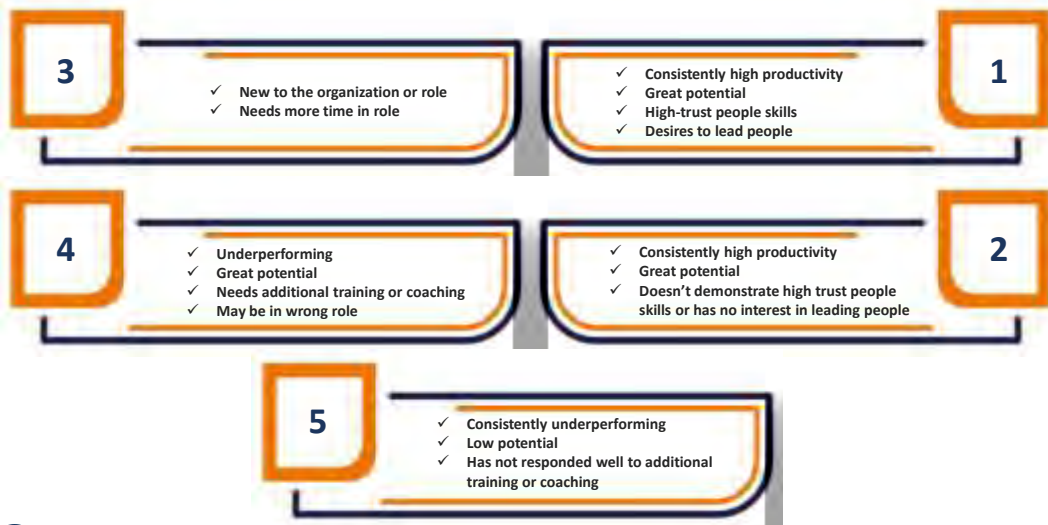 3
✓ New to the organization or role
✓ Needs more time in role
1
✓ Consistently high productivity
✓ Great potential
✓ High-trust people skills
✓ Desires to lead people
4
✓ Underperforming
✓ Great potential
✓ Needs additional training or coaching
✓ May be in wrong role
2
✓ Consistently high productivity
✓ Great potential
✓ Doesn't demonstrate high trust people
skills or has no interest in leading people
5
✓ Consistently underperforming
✓ Low potential
✓ Has not responded well to additional
training or coaching